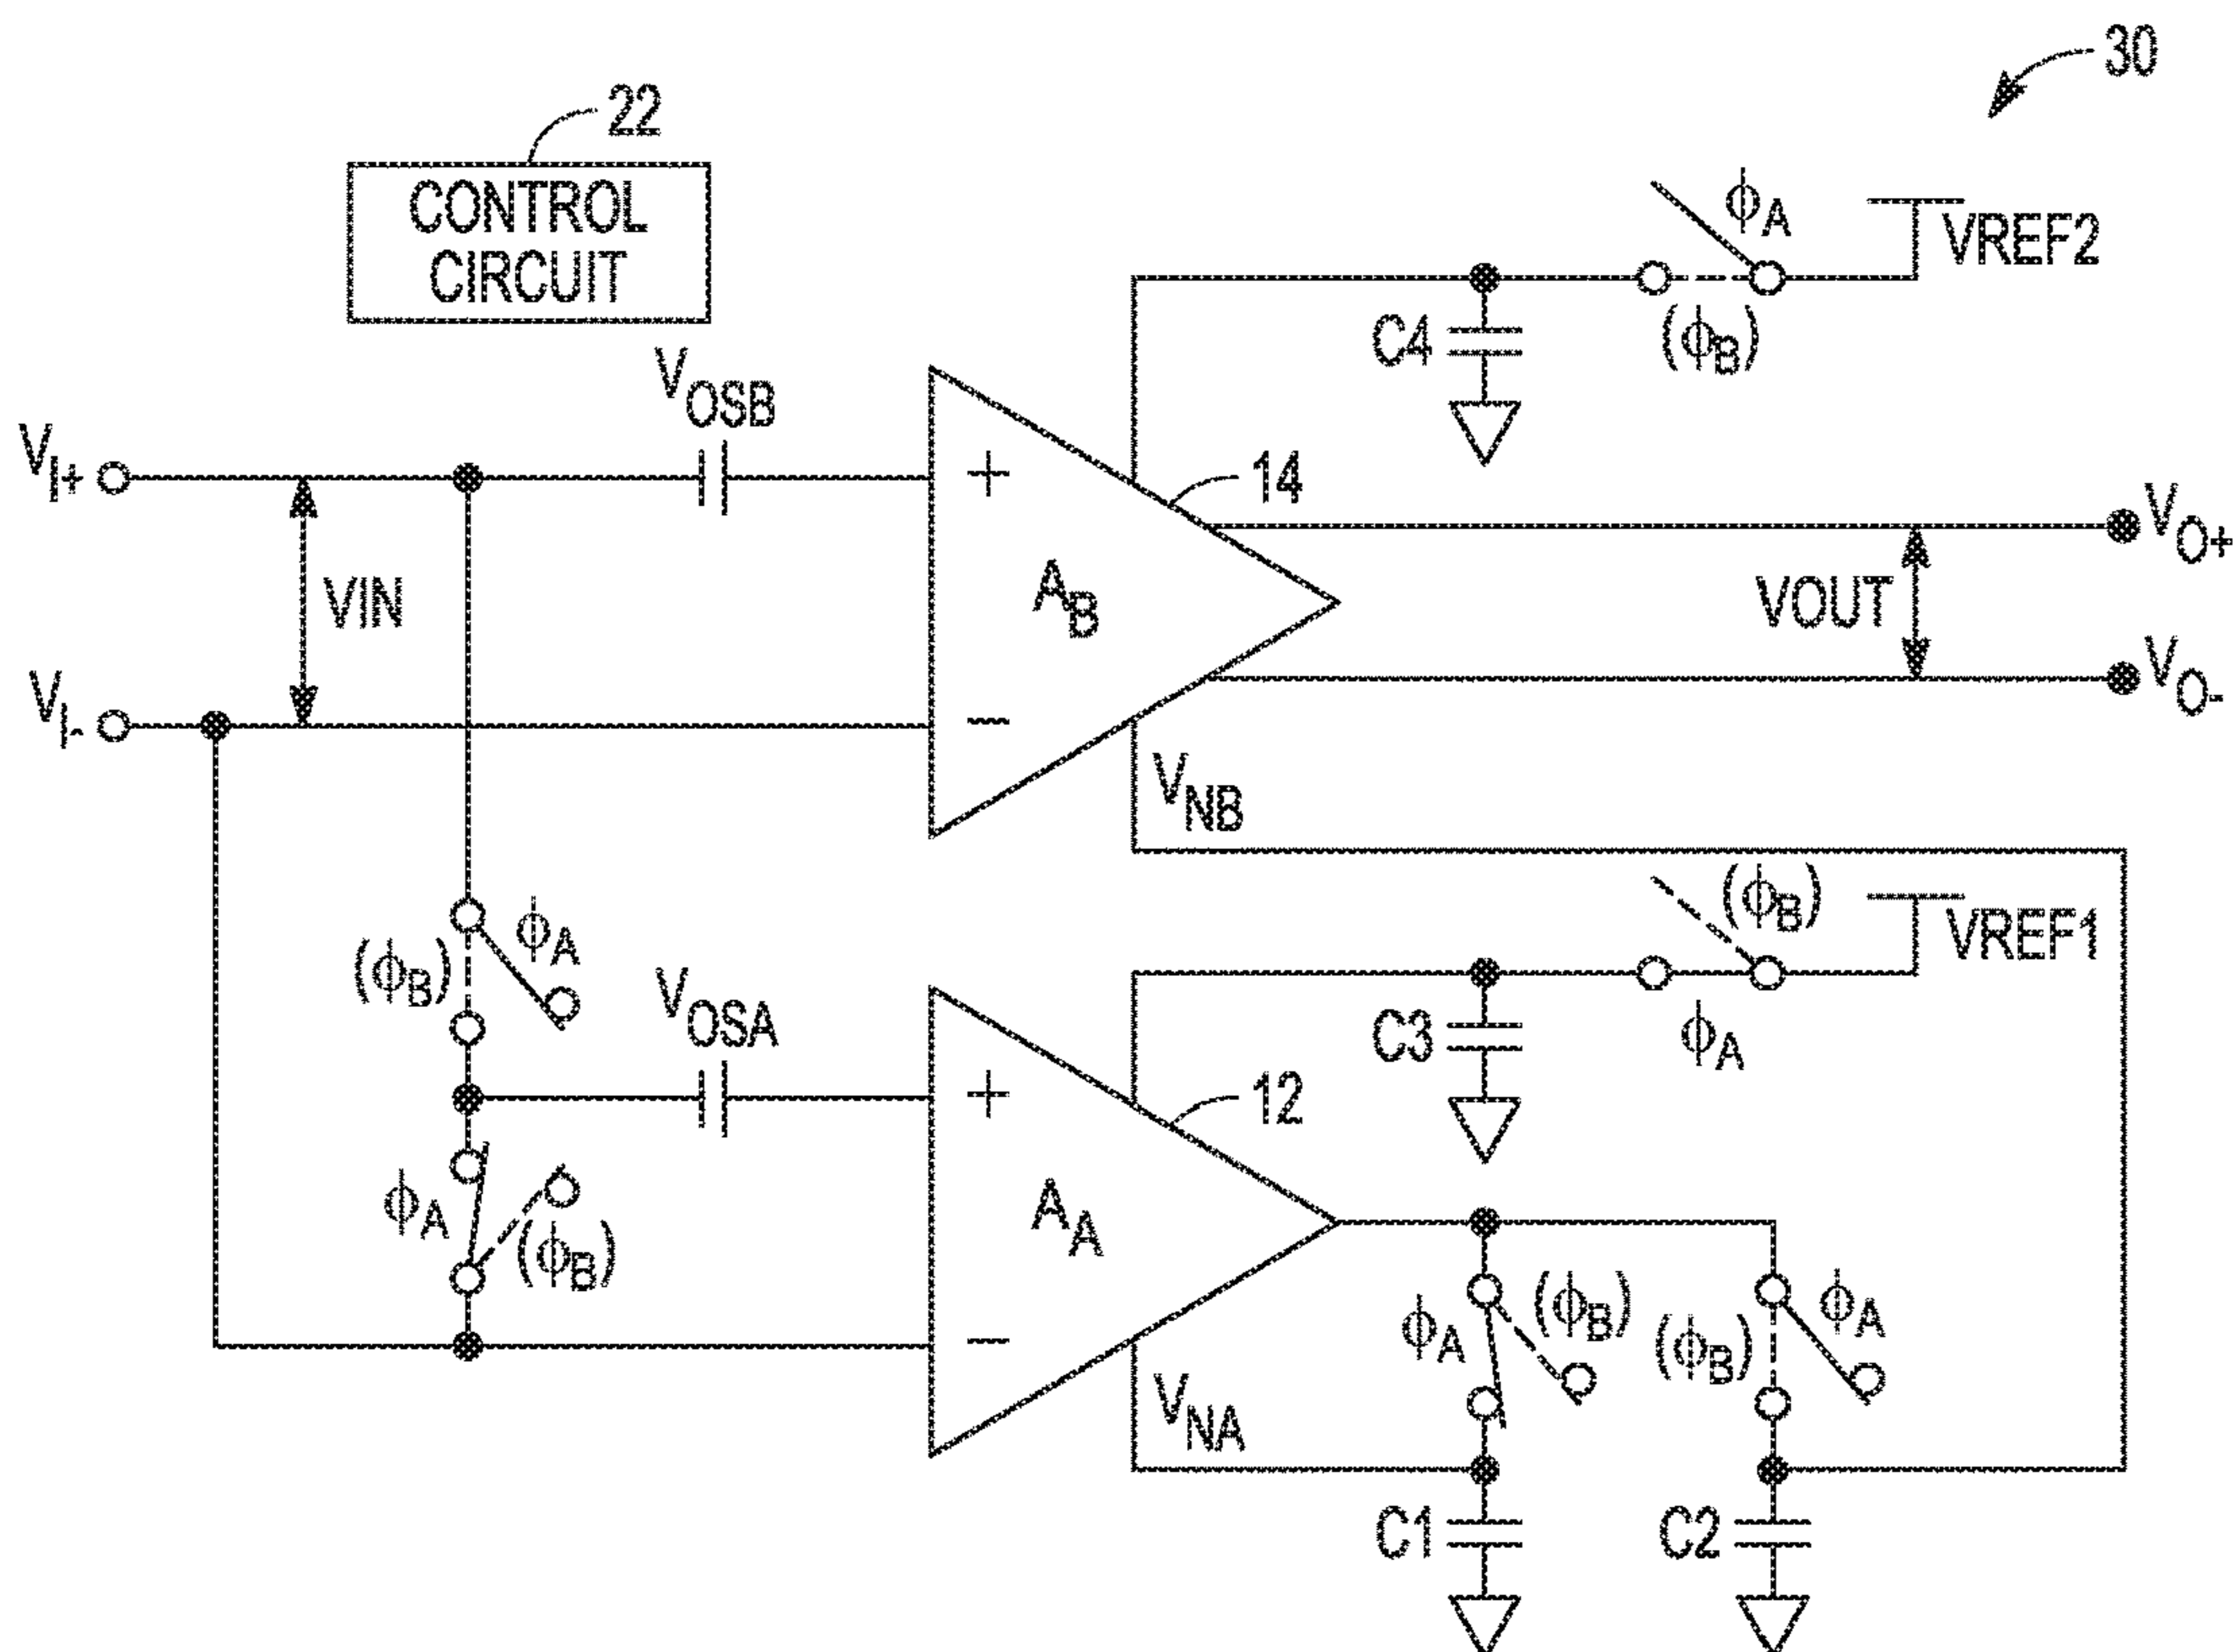 30
22
CONTROL
CIRCUIT
ϕA
VREF2
(ϕB)
C4
VOSB
VI+
+
14
VO+
VIN
AB
VOUT
VI-
−
VO-
VNB
(ϕB)
VREF1
ϕA
(ϕB)
VOSA
C3
ϕA
+
12
ϕA
(ϕB)
AA
ϕA
(ϕB)
(ϕB)
ϕA
−
VNA
C1
C2